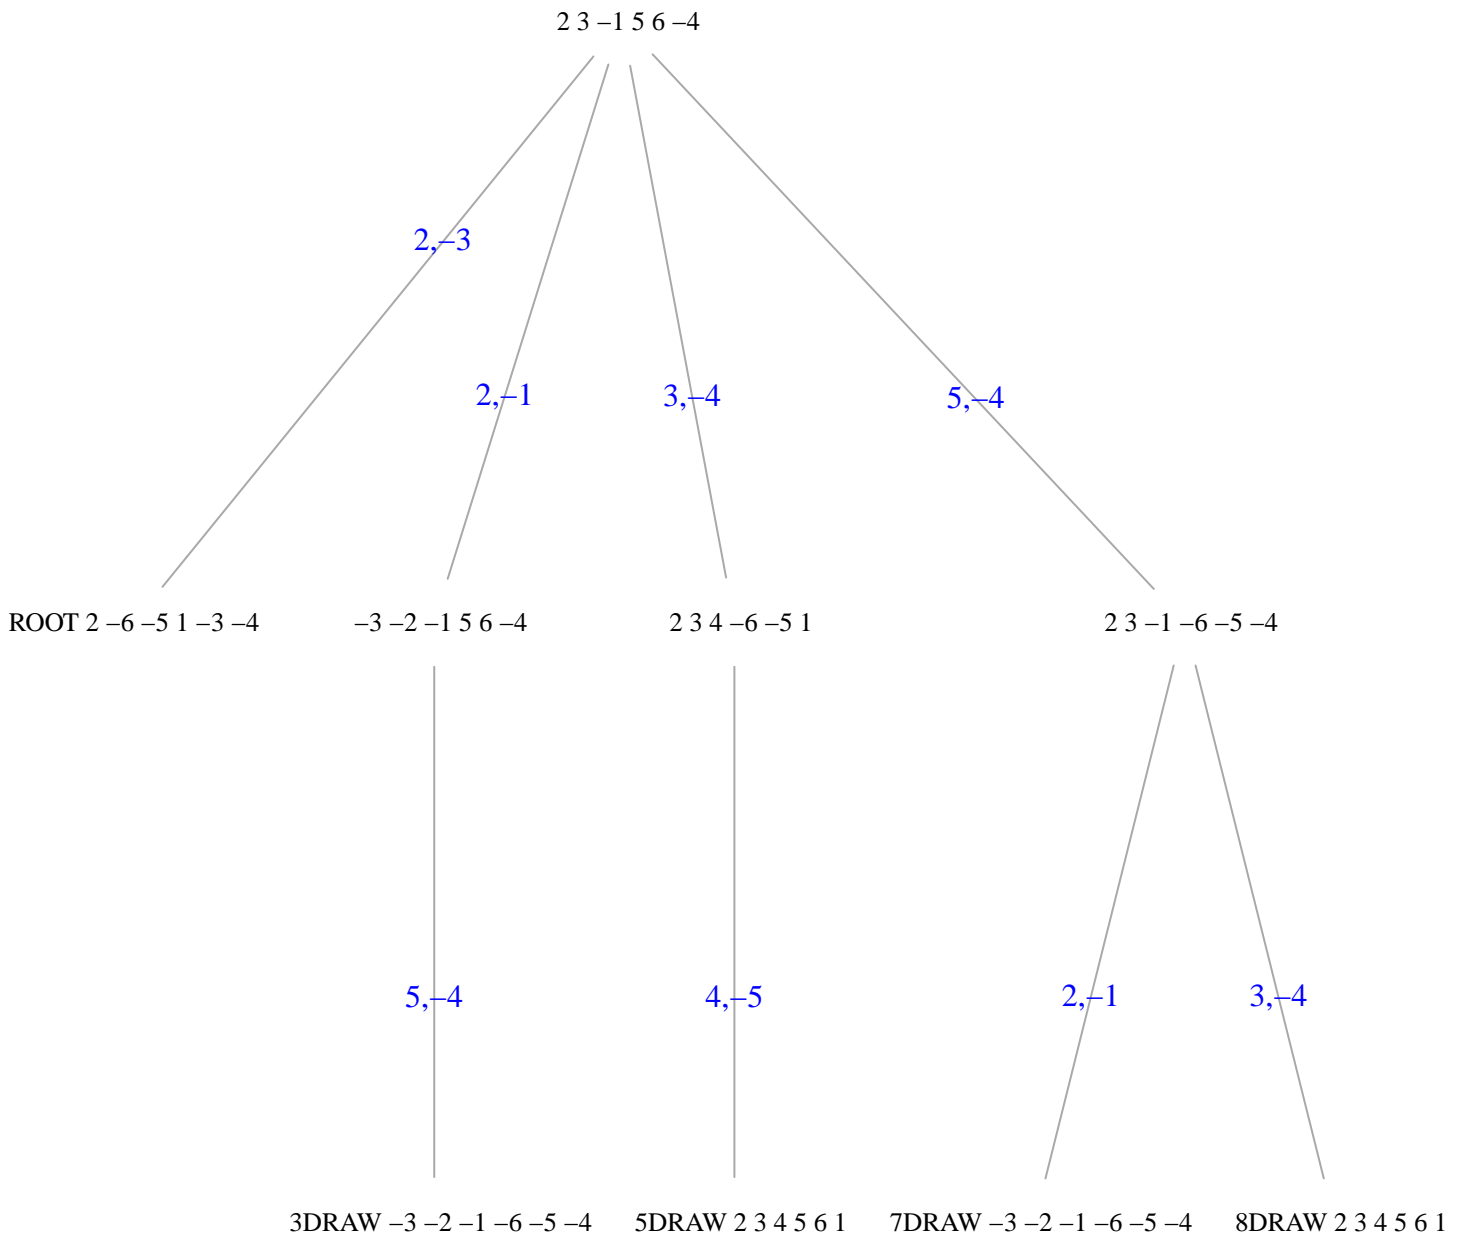 2 3 –1 5 6 –4
2,–3
2,–1
3,–4
5,–4
ROOT 2 –6 –5 1 –3 –4
–3 –2 –1 5 6 –4
2 3 4 –6 –5 1
2 3 –1 –6 –5 –4
5,–4
4,–5
2,–1
3,–4
3DRAW –3 –2 –1 –6 –5 –4
5DRAW 2 3 4 5 6 1
7DRAW –3 –2 –1 –6 –5 –4
8DRAW 2 3 4 5 6 1